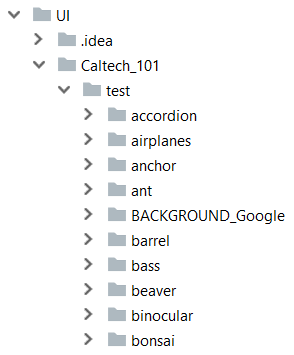 UI
.idea
Caltech_101
test
accordion
airplanes
anchor
ant
BACKGROUND_Google
barrel
bass
beaver
binocular
bonsai